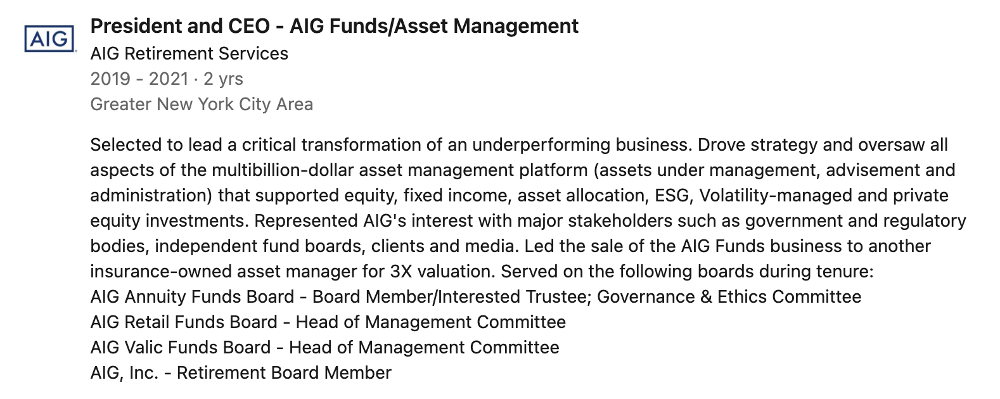 AIG
President and CEO - AIG Funds/Asset Management
AIG Retirement Services
2019 - 2021 · 2 yrs
Greater New York City Area
Selected to lead a critical transformation of an underperforming business. Drove strategy and oversaw all
aspects of the multibillion-dollar asset management platform (assets under management, advisement and
administration) that supported equity, fixed income, asset allocation, ESG, Volatility-managed and private
equity investments. Represented AIG's interest with major stakeholders such as government and regulatory
bodies, independent fund boards, clients and media. Led the sale of the AIG Funds business to another
insurance-owned asset manager for 3X valuation. Served on the following boards during tenure:
AIG Annuity Funds Board - Board Member/Interested Trustee; Governance & Ethics Committee
AIG Retail Funds Board - Head of Management Committee
AIG Valic Funds Board - Head of Management Committee
AIG, Inc. - Retirement Board Member